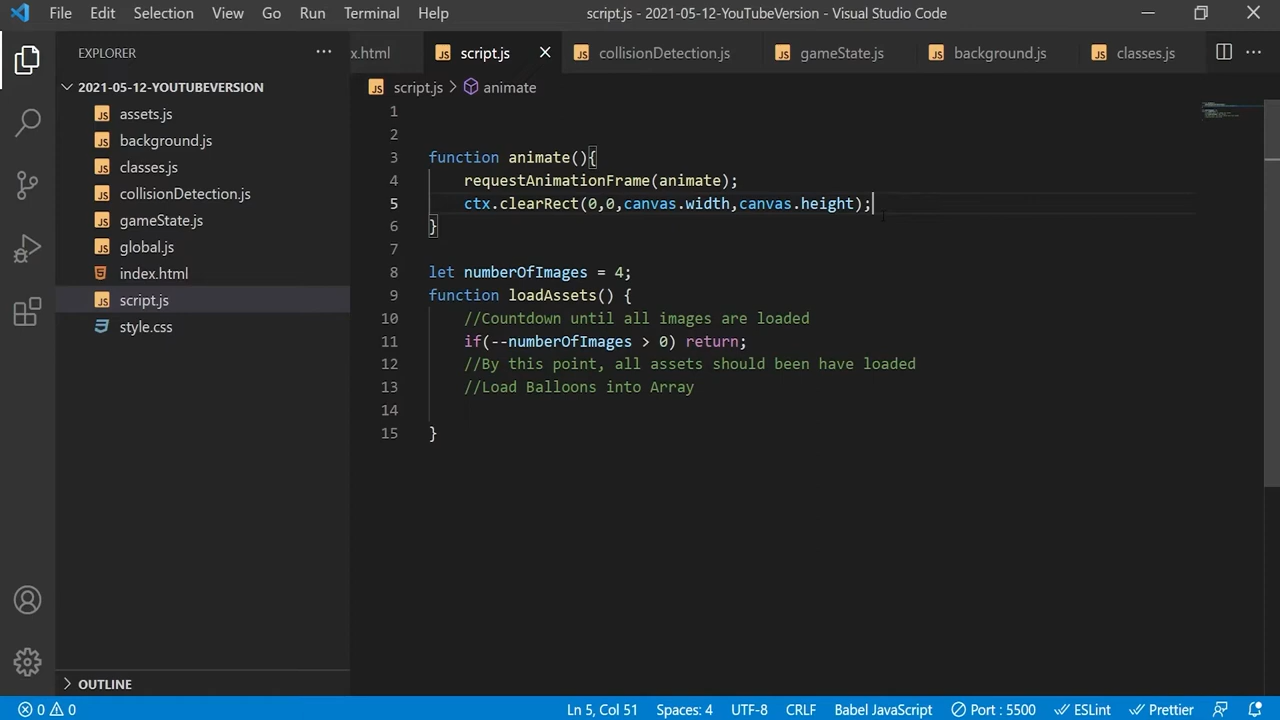 File Edit Selection View Go Run Terminal Help script.js - 2021-05-12-YouTubeVersion - Visual Studio Code
EXPLORER
x.html script.js collisionDetection.js gameState.js background.js classes.js
2021-05-12-YOUTUBEVERSION
assets.js
background.js
classes.js
collisionDetection.js
gameState.js
global.js
index.html
script.js
style.css
OUTLINE
script.js > animate
1
2
3 function animate(){
4 requestAnimationFrame(animate);
5 ctx.clearRect(0,0,canvas.width,canvas.height);
6 }
7
8 let numberOfImages = 4;
9 function loadAssets() {
10 //Countdown until all images are loaded
11 if(--numberOfImages > 0) return;
12 //By this point, all assets should been have loaded
13 //Load Balloons into Array
14
15 }
0 0 Ln 5, Col 51 Spaces: 4 UTF-8 CRLF Babel JavaScript Port : 5500 ESLint Prettier